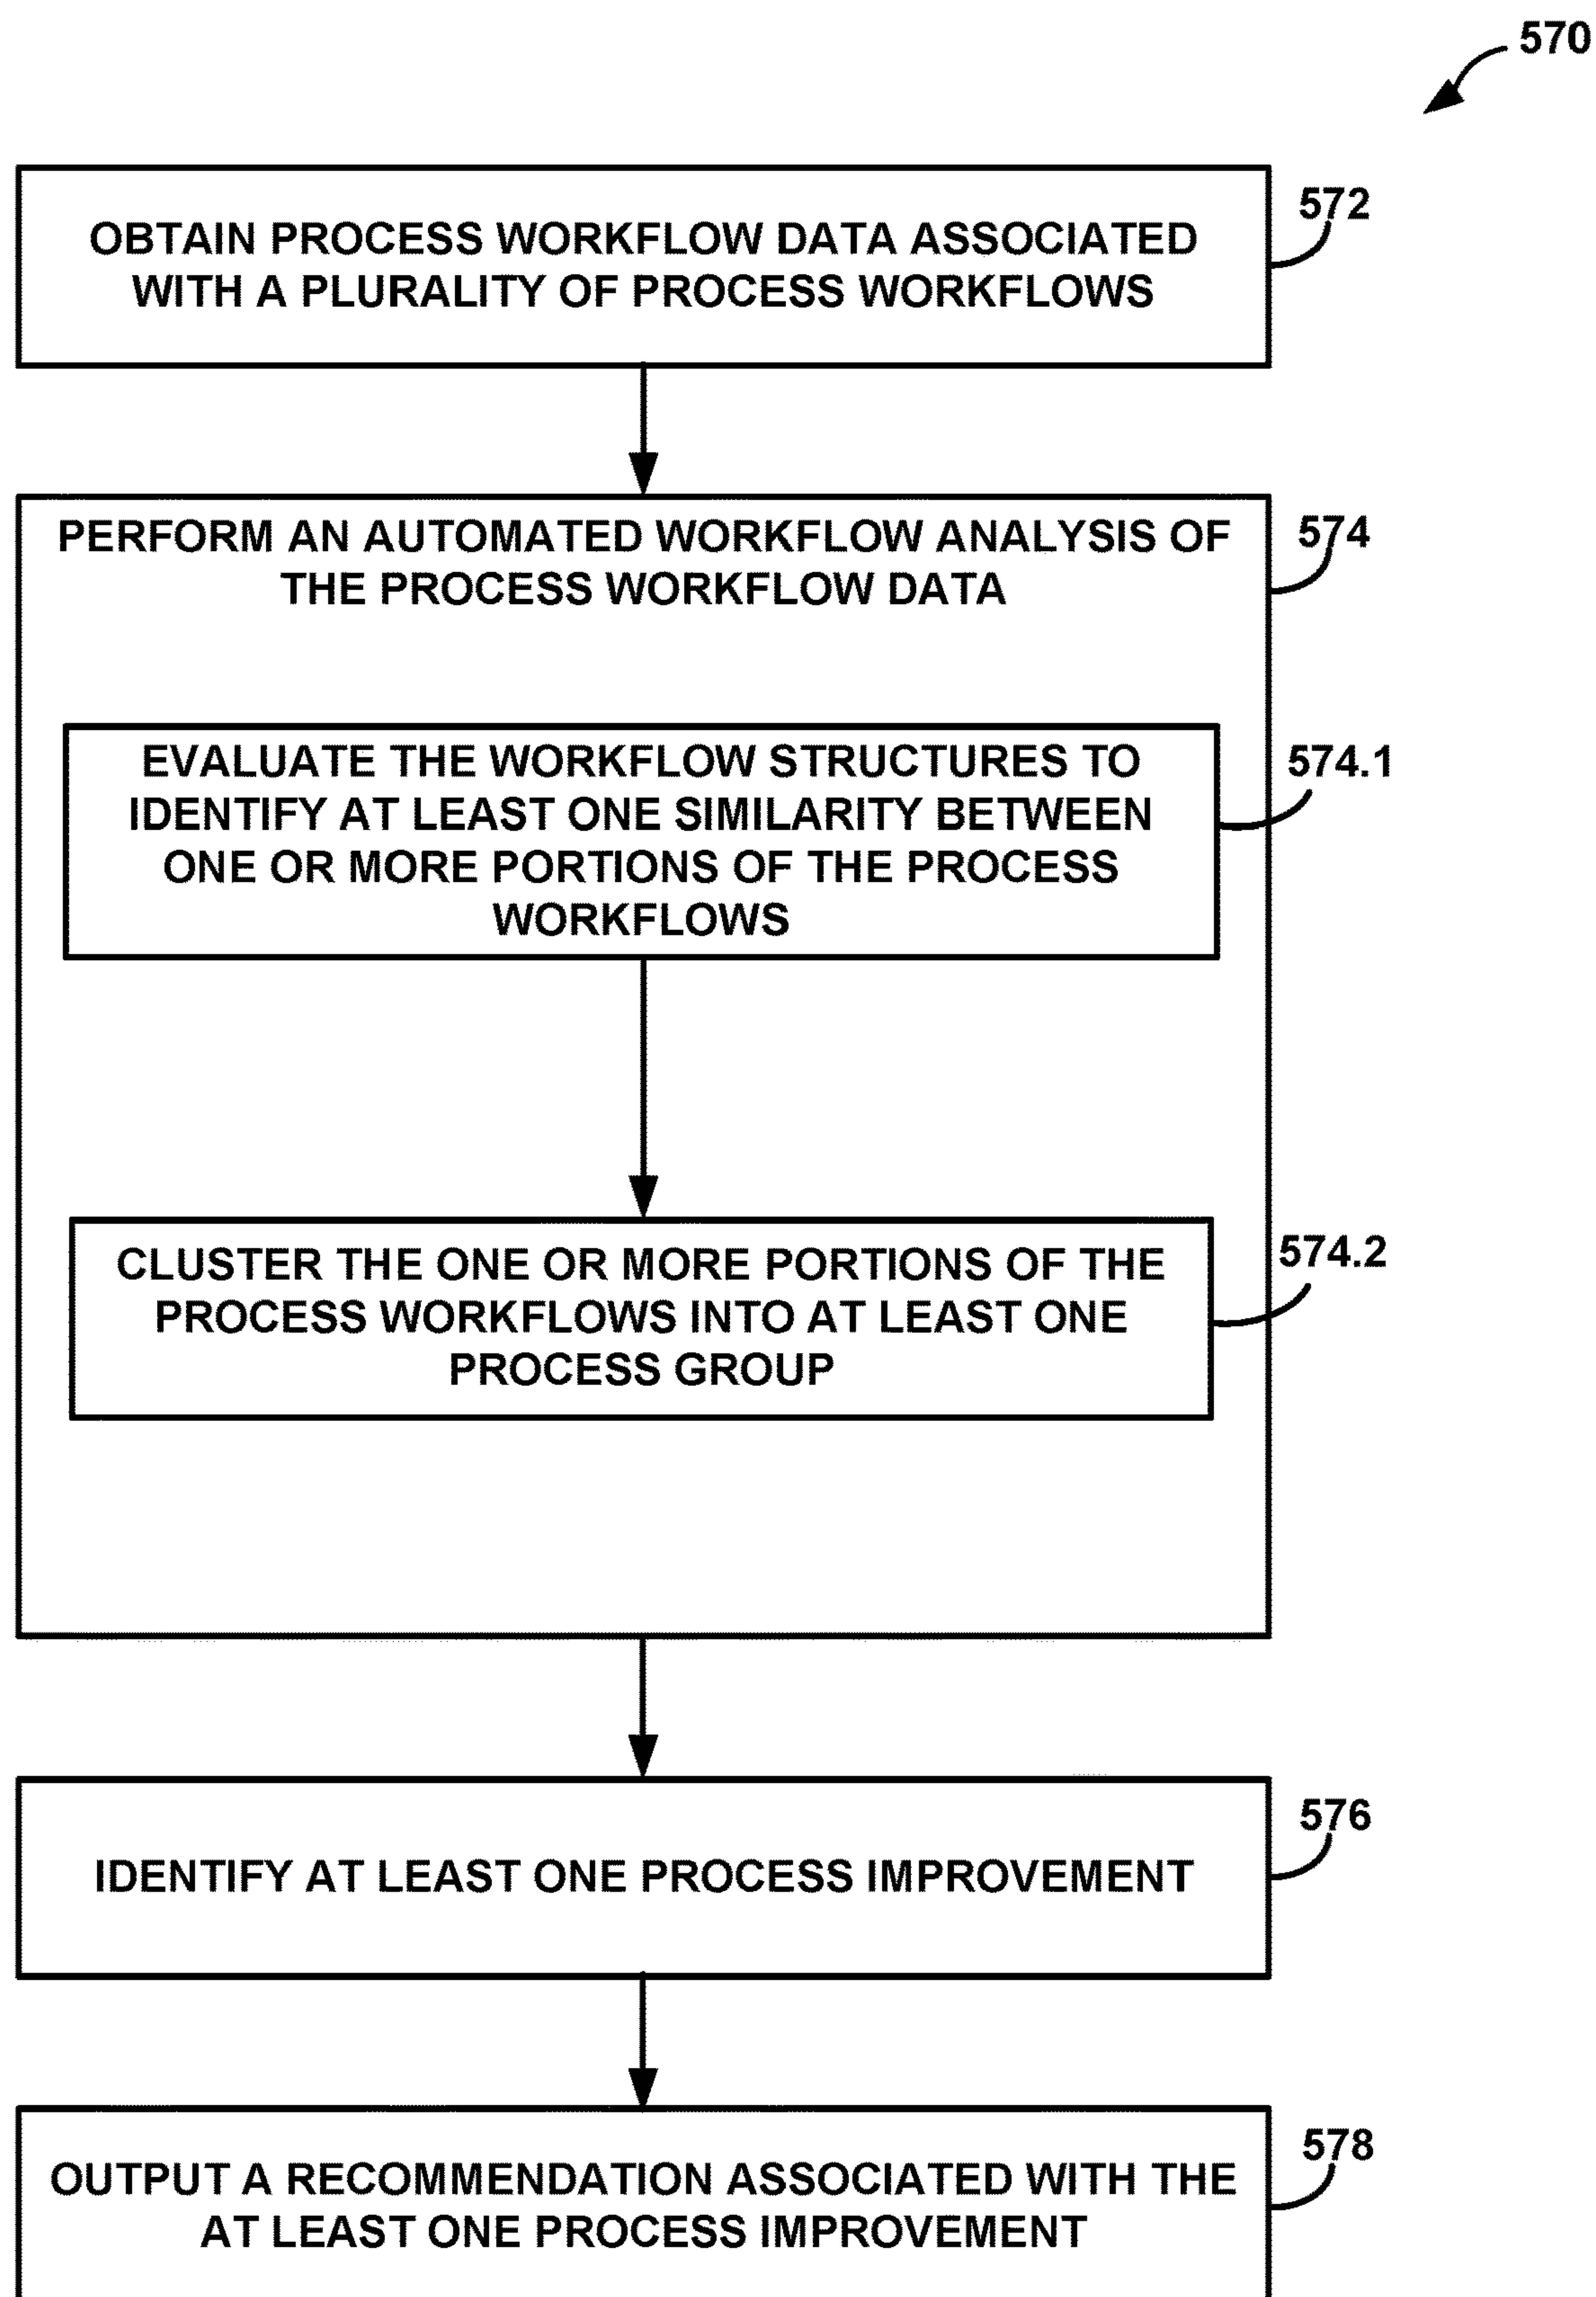 570
OBTAIN PROCESS WORKFLOW DATA ASSOCIATED
WITH A PLURALITY OF PROCESS WORKFLOWS
572
PERFORM AN AUTOMATED WORKFLOW ANALYSIS OF
THE PROCESS WORKFLOW DATA
574
EVALUATE THE WORKFLOW STRUCTURES TO
IDENTIFY AT LEAST ONE SIMILARITY BETWEEN
ONE OR MORE PORTIONS OF THE PROCESS
WORKFLOWS
574.1
CLUSTER THE ONE OR MORE PORTIONS OF THE
PROCESS WORKFLOWS INTO AT LEAST ONE
PROCESS GROUP
574.2
IDENTIFY AT LEAST ONE PROCESS IMPROVEMENT
576
OUTPUT A RECOMMENDATION ASSOCIATED WITH THE
AT LEAST ONE PROCESS IMPROVEMENT
578